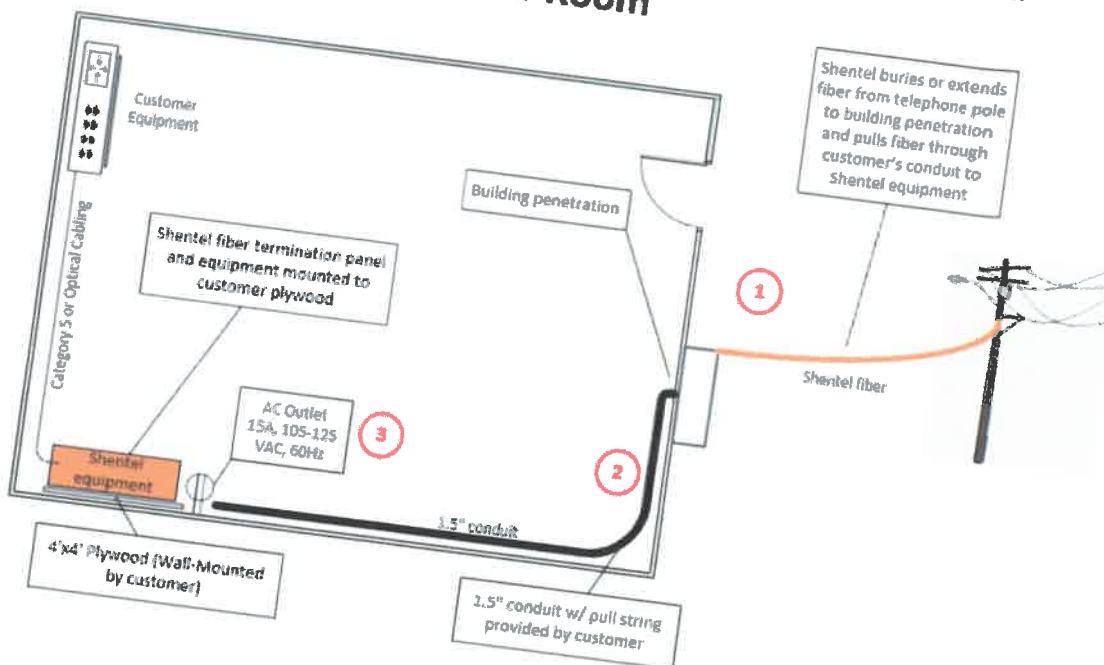 Room
Customer
Equipment
Shentel buries or extends
fiber from telephone pole
to building penetration
and pulls fiber through
customer's conduit to
Shentel equipment
Building penetration
Shentel fiber termination panel
and equipment mounted to
customer plywood
Category 5 or Optical Cabling
1
Shentel fiber
AC Outlet
15A, 105-125
VAC, 60Hz
3
2
Shentel
equipment
1.5" conduit
4'x4' Plywood (Wall-Mounted
by customer)
1.5" conduit w/ pull string
provided by customer